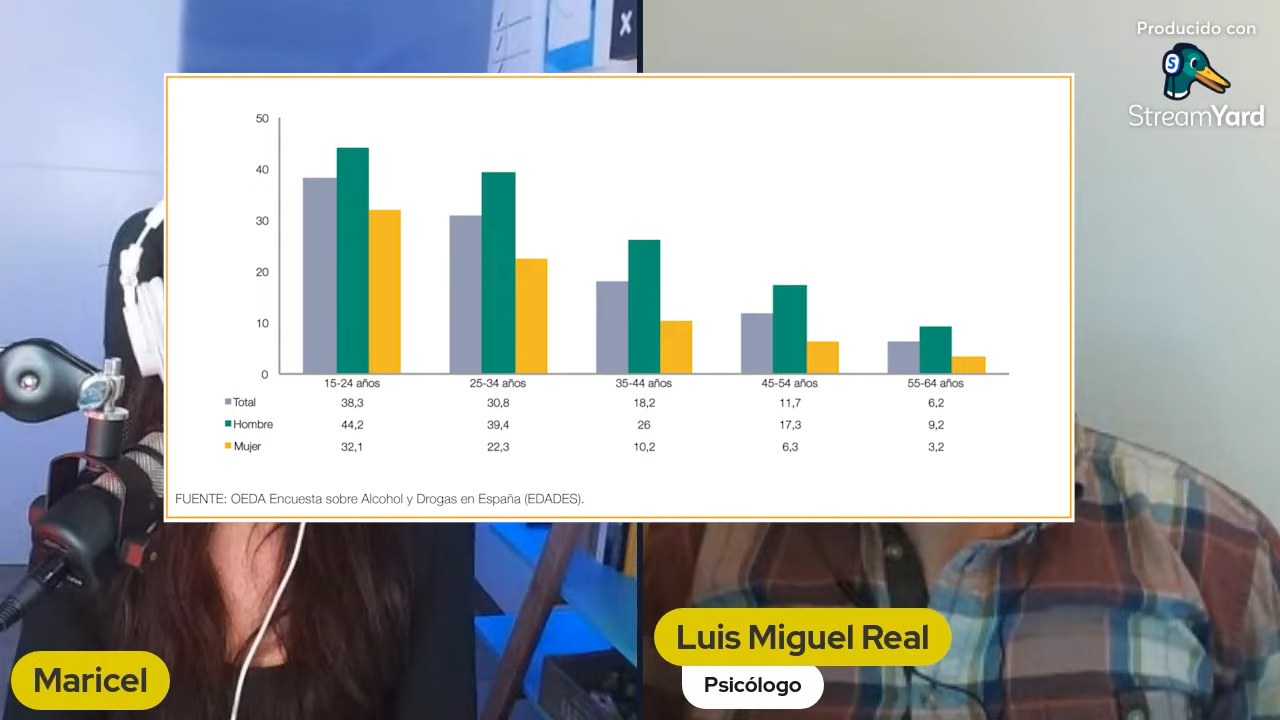 Producido con
S
StreamYard
50
40
30
20
10
0
15-24 años 25-34 años 35-44 años 45-54 años 55-64 años
Total 38,3 30,8 18,2 11,7 6,2
Hombre 44,2 39,4 26 17,3 9,2
Mujer 32,1 22,3 10,2 6,3 3,2
FUENTE: OEDA Encuesta sobre Alcohol y Drogas en España (EDADES).
Luis Miguel Real
Psicólogo
Maricel